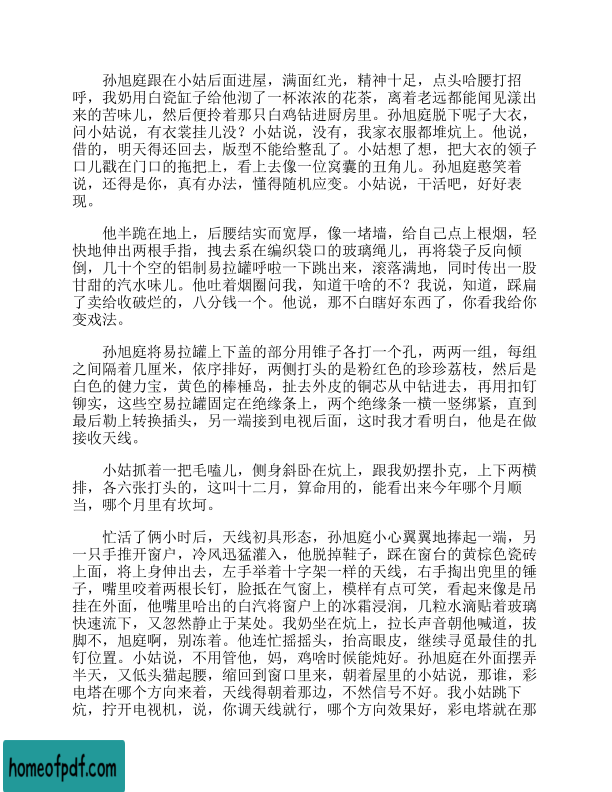 孙旭庭跟在小姑后面进屋，满面红光，精神十足，点头哈腰打招
呼，我奶用白瓷缸子给他沏了一杯浓浓的花茶，离着老远都能闻见漾出
来的苦味儿，然后便拎着那只白鸡钻进厨房里。孙旭庭脱下呢子大衣，
问小姑说，有衣裳挂儿没？小姑说，没有，我家衣服都堆炕上。他说，
借的，明天得还回去，版型不能给整乱了。小姑想了想，把大衣的领子
口儿戳在门口的拖把上，看上去像一位窝囊的丑角儿。孙旭庭憨笑着
说，还得是你，真有办法，懂得随机应变。小姑说，干活吧，好好表
现。
他半跪在地上，后腰结实而宽厚，像一堵墙，给自己点上根烟，轻
快地伸出两根手指，拽去系在编织袋口的玻璃绳儿，再将袋子反向倾
倒，几十个空的铝制易拉罐呼啦一下跳出来，滚落满地，同时传出一股
甘甜的汽水味儿。他吐着烟圈问我，知道干啥的不？我说，知道，踩扁
了卖给收破烂的，八分钱一个。他说，那不白瞎好东西了，你看我给你
变戏法。
孙旭庭将易拉罐上下盖的部分用锥子各打一个孔，两两一组，每组
之间隔着几厘米，依序排好，两侧打头的是粉红色的珍珍荔枝，然后是
白色的健力宝，黄色的棒棰岛，扯去外皮的铜芯从中钻进去，再用扣钉
铆实，这些空易拉罐固定在绝缘条上，两个绝缘条一横一竖绑紧，直到
最后勒上转换插头，另一端接到电视后面，这时我才看明白，他是在做
接收天线。
小姑抓着一把毛嗑儿，侧身斜卧在炕上，跟我奶摆扑克，上下两横
排，各六张打头的，这叫十二月，算命用的，能看出来今年哪个月顺
当，哪个月里有坎坷。
忙活了俩小时后，天线初具形态，孙旭庭小心翼翼地捧起一端，另
一只手推开窗户，冷风迅猛灌入，他脱掉鞋子，踩在窗台的黄棕色瓷砖
上面，将上身伸出去，左手举着十字架一样的天线，右手掏出兜里的锤
子，嘴里咬着两根长钉，脸抵在气窗上，模样有点可笑，看起来像是吊
挂在外面，他嘴里哈出的白汽将窗户上的冰霜浸润，几粒水滴贴着玻璃
快速流下，又忽然静止于某处。我奶坐在炕上，拉长声音朝他喊道，拔
脚不，旭庭啊，别冻着。他连忙摇摇头，抬高眼皮，继续寻觅最佳的扎
钉位置。小姑说，不用管他，妈，鸡啥时候能炖好。孙旭庭在外面摆弄
半天，又低头猫起腰，缩回到窗口里来，朝着屋里的小姑说，那谁，彩
电塔在哪个方向来着，天线得朝着那边，不然信号不好。我小姑跳下
炕，拧开电视机，说，你调天线就行，哪个方向效果好，彩电塔就在那
homeofpdf.com